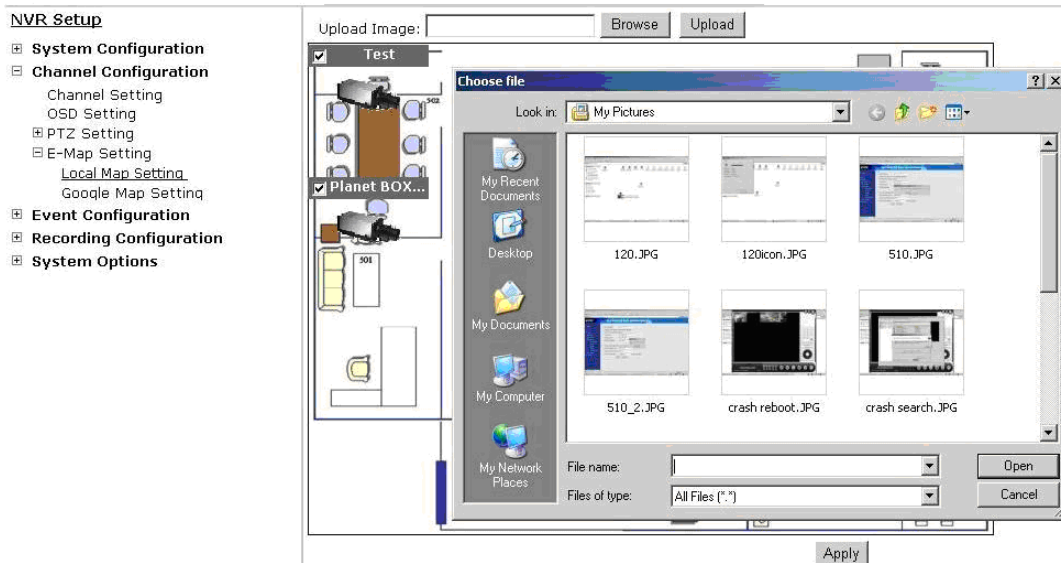 NVR Setup
System Configuration
Channel Configuration
Channel Setting
OSD Setting
PTZ Setting
E-Map Setting
Local Map Setting
Google Map Setting
Event Configuration
Recording Configuration
System Options
Upload Image:
Browse
Upload
Test
502
Planet BOX...
501
Choose file
Look in:
My Pictures
My Recent
Documents
Desktop
My Documents
My Computer
My Network
Places
120.JPG
120icon.JPG
510.JPG
510_2.JPG
crash reboot.JPG
crash search.JPG
File name:
Open
Files of type:
All Files (*.*)
Cancel
Apply